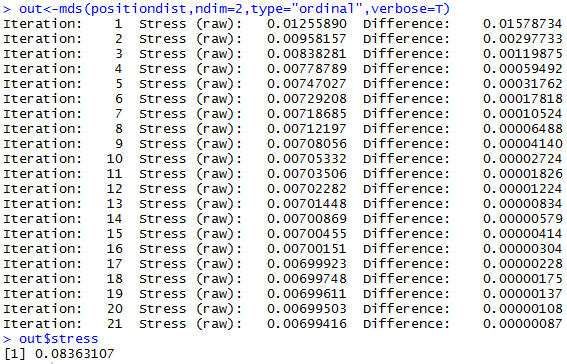 > out<-mds(positiondist,ndim=2,type="ordinal",verbose=T)
Iteration: 1 Stress (raw): 0.01255890 Difference: 0.01578734
Iteration: 2 Stress (raw): 0.00958157 Difference: 0.00297733
Iteration: 3 Stress (raw): 0.00838281 Difference: 0.00119875
Iteration: 4 Stress (raw): 0.00778789 Difference: 0.00059492
Iteration: 5 Stress (raw): 0.00747027 Difference: 0.00031762
Iteration: 6 Stress (raw): 0.00729208 Difference: 0.00017818
Iteration: 7 Stress (raw): 0.00718685 Difference: 0.00010524
Iteration: 8 Stress (raw): 0.00712197 Difference: 0.00006488
Iteration: 9 Stress (raw): 0.00708056 Difference: 0.00004140
Iteration: 10 Stress (raw): 0.00705332 Difference: 0.00002724
Iteration: 11 Stress (raw): 0.00703506 Difference: 0.00001826
Iteration: 12 Stress (raw): 0.00702282 Difference: 0.00001224
Iteration: 13 Stress (raw): 0.00701448 Difference: 0.00000834
Iteration: 14 Stress (raw): 0.00700869 Difference: 0.00000579
Iteration: 15 Stress (raw): 0.00700455 Difference: 0.00000414
Iteration: 16 Stress (raw): 0.00700151 Difference: 0.00000304
Iteration: 17 Stress (raw): 0.00699923 Difference: 0.00000228
Iteration: 18 Stress (raw): 0.00699748 Difference: 0.00000175
Iteration: 19 Stress (raw): 0.00699611 Difference: 0.00000137
Iteration: 20 Stress (raw): 0.00699503 Difference: 0.00000108
Iteration: 21 Stress (raw): 0.00699416 Difference: 0.00000087
> out$stress
[1] 0.08363107